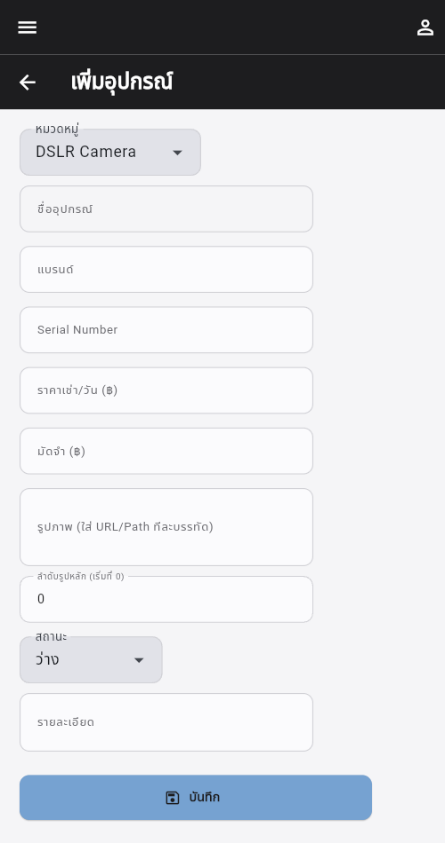 เพิ่มอุปกรณ์
หมวดหมู่
DSLR Camera
ชื่ออุปกรณ์
แบรนด์
Serial Number
ราคาเช่า/วัน (฿)
มัดจำ (฿)
รูปภาพ (ใส่ URL/Path ทีละบรรทัด)
ลำดับรูปหลัก (เริ่มที่ 0)
0
สถานะ
ว่าง
รายละเอียด
บันทึก